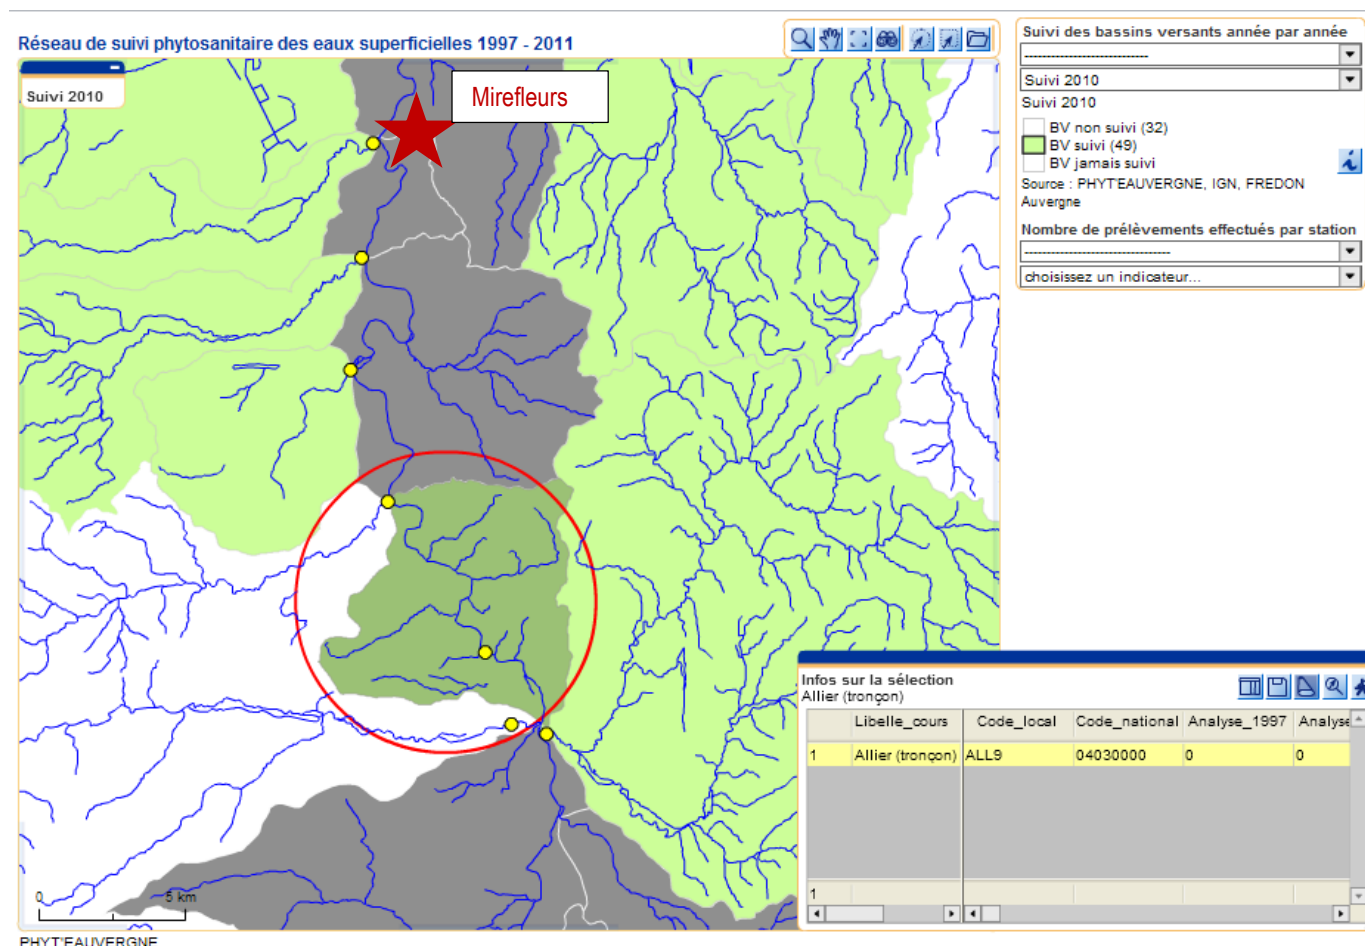 Réseau de suivi phytosanitaire des eaux superficielles 1997 - 2011
Suivi 2010
Mirefleurs
0 5 km
PHYT'EAUVERGNE
Suivi des bassins versants année par année
----------------------------
Suivi 2010
Suivi 2010
BV non suivi (32)
BV suivi (49)
BV jamais suivi
Source : PHYT'EAUVERGNE, IGN, FREDON
Auvergne
Nombre de prélèvements effectués par station
---------------------------------
choisissez un indicateur...
Infos sur la sélection
Allier (tronçon)
Libelle_cours Code_local Code_national Analyse_1997 Analyse
1 Allier (tronçon) ALL9 04030000 0 0
1